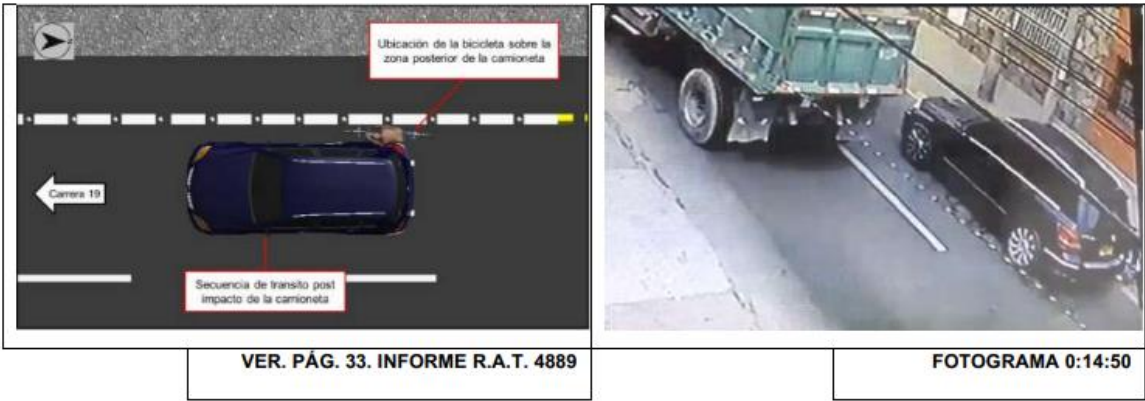 Ubicación de la bicicleta sobre la
zona posterior de la camioneta
Carrera 19
Secuencia de transito post
impacto de la camioneta
VER. PÁG. 33. INFORME R.A.T. 4889
FOTOGRAMA 0:14:50